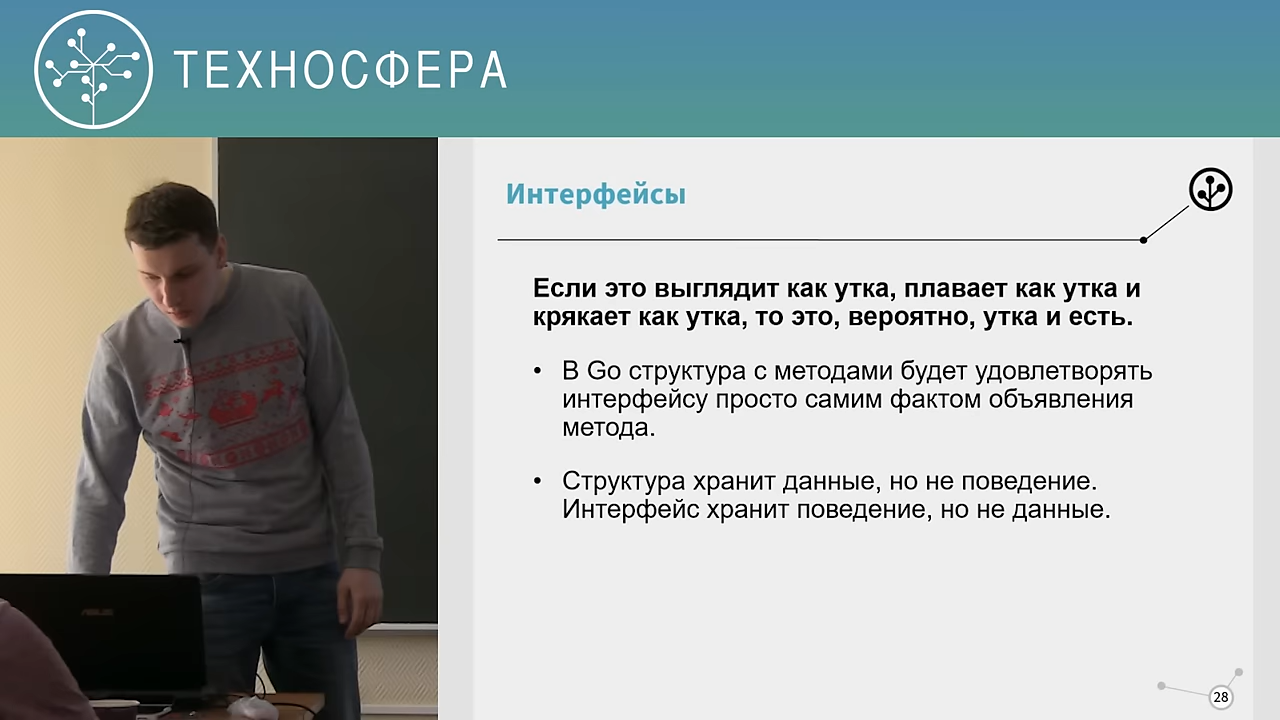 ТЕХНОСФЕРА
Интерфейсы
Если это выглядит как утка, плавает как утка и
крякает как утка, то это, вероятно, утка и есть.
• В Go структура с методами будет удовлетворять
интерфейсу просто самим фактом объявления
метода.
• Структура хранит данные, но не поведение.
Интерфейс хранит поведение, но не данные.
28
ASUS